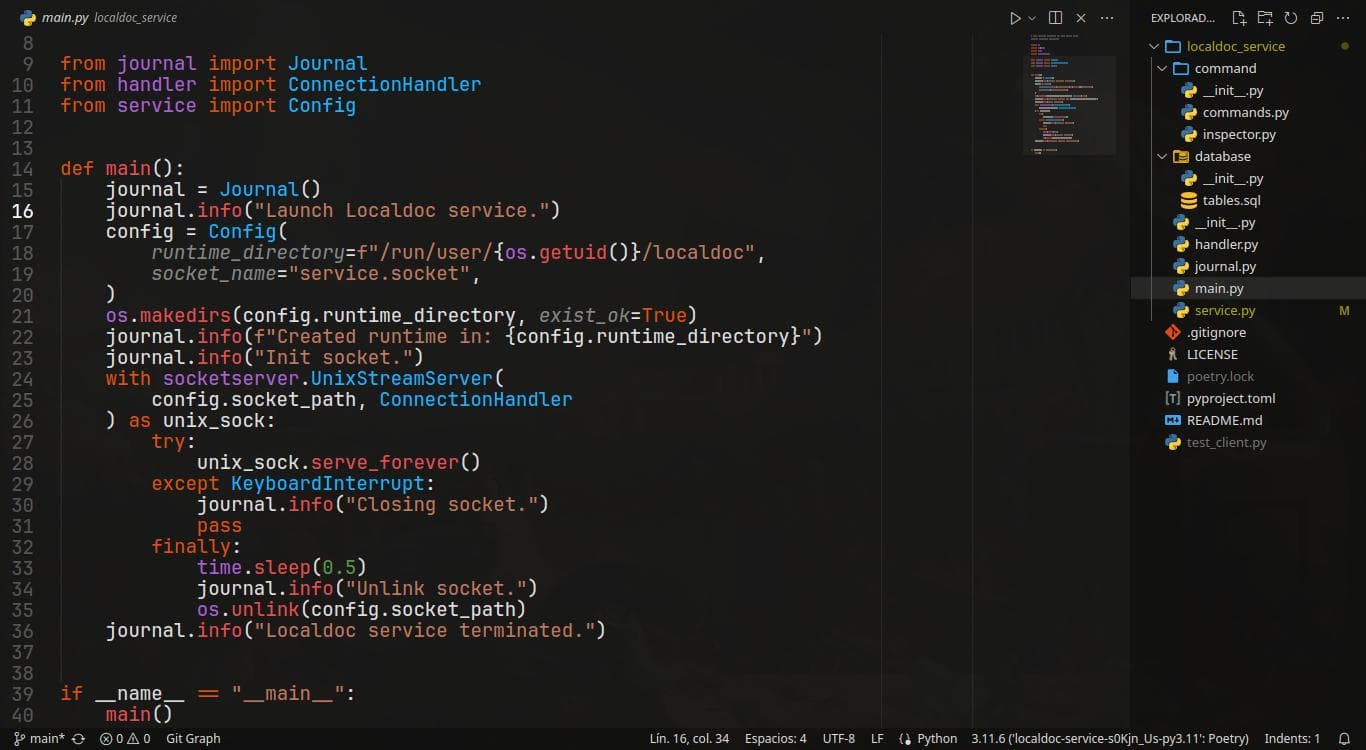 main.py localdoc_service
EXPLORAD...
8
9 from journal import Journal
10 from handler import ConnectionHandler
11 from service import Config
12
13
14 def main():
15     journal = Journal()
16     journal.info("Launch Localdoc service.")
17     config = Config(
18         runtime_directory=f"/run/user/{os.getuid()}/localdoc",
19         socket_name="service.socket",
20     )
21     os.makedirs(config.runtime_directory, exist_ok=True)
22     journal.info(f"Created runtime in: {config.runtime_directory}")
23     journal.info("Init socket.")
24     with socketserver.UnixStreamServer(
25         config.socket_path, ConnectionHandler
26     ) as unix_sock:
27         try:
28             unix_sock.serve_forever()
29         except KeyboardInterrupt:
30             journal.info("Closing socket.")
31             pass
32         finally:
33             time.sleep(0.5)
34             journal.info("Unlink socket.")
35             os.unlink(config.socket_path)
36     journal.info("Localdoc service terminated.")
37
38
39 if __name__ == "__main__":
40     main()
localdoc_service
command
__init__.py
commands.py
inspector.py
database
__init__.py
tables.sql
__init__.py
handler.py
journal.py
main.py
service.py M
.gitignore
LICENSE
poetry.lock
pyproject.toml
README.md
test_client.py
main* 0 0 Git Graph Lín. 16, col. 34 Espacios: 4 UTF-8 LF Python 3.11.6 ('localdoc-service-s0Kjn_Us-py3.11': Poetry) Indents: 1